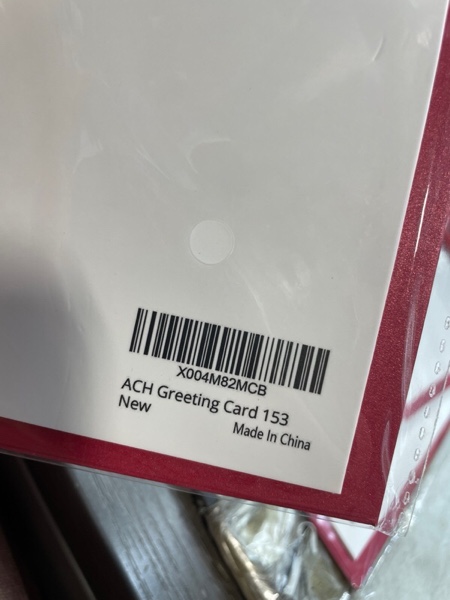 X004M82MCB
ACH Greeting Card 153
New
Made In China